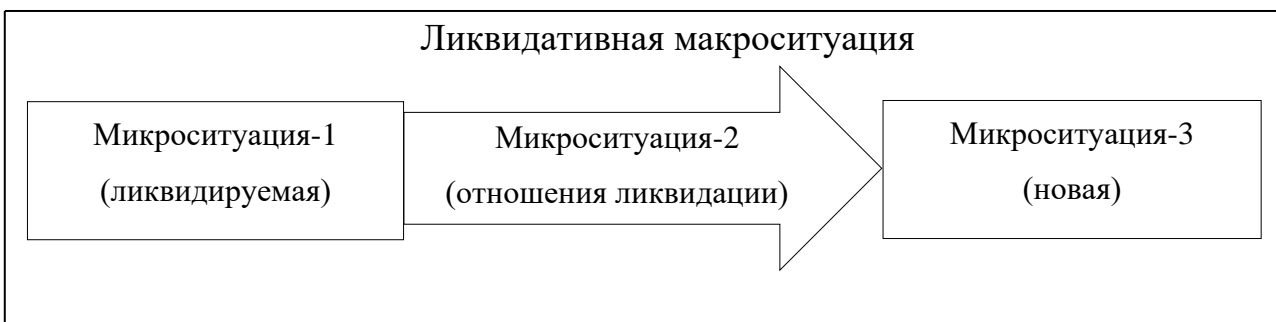 Ликвидативная макроситуация
Микроситуация-1
(ликвидируемая)
Микроситуация-2
(отношения ликвидации)
Микроситуация-3
(новая)